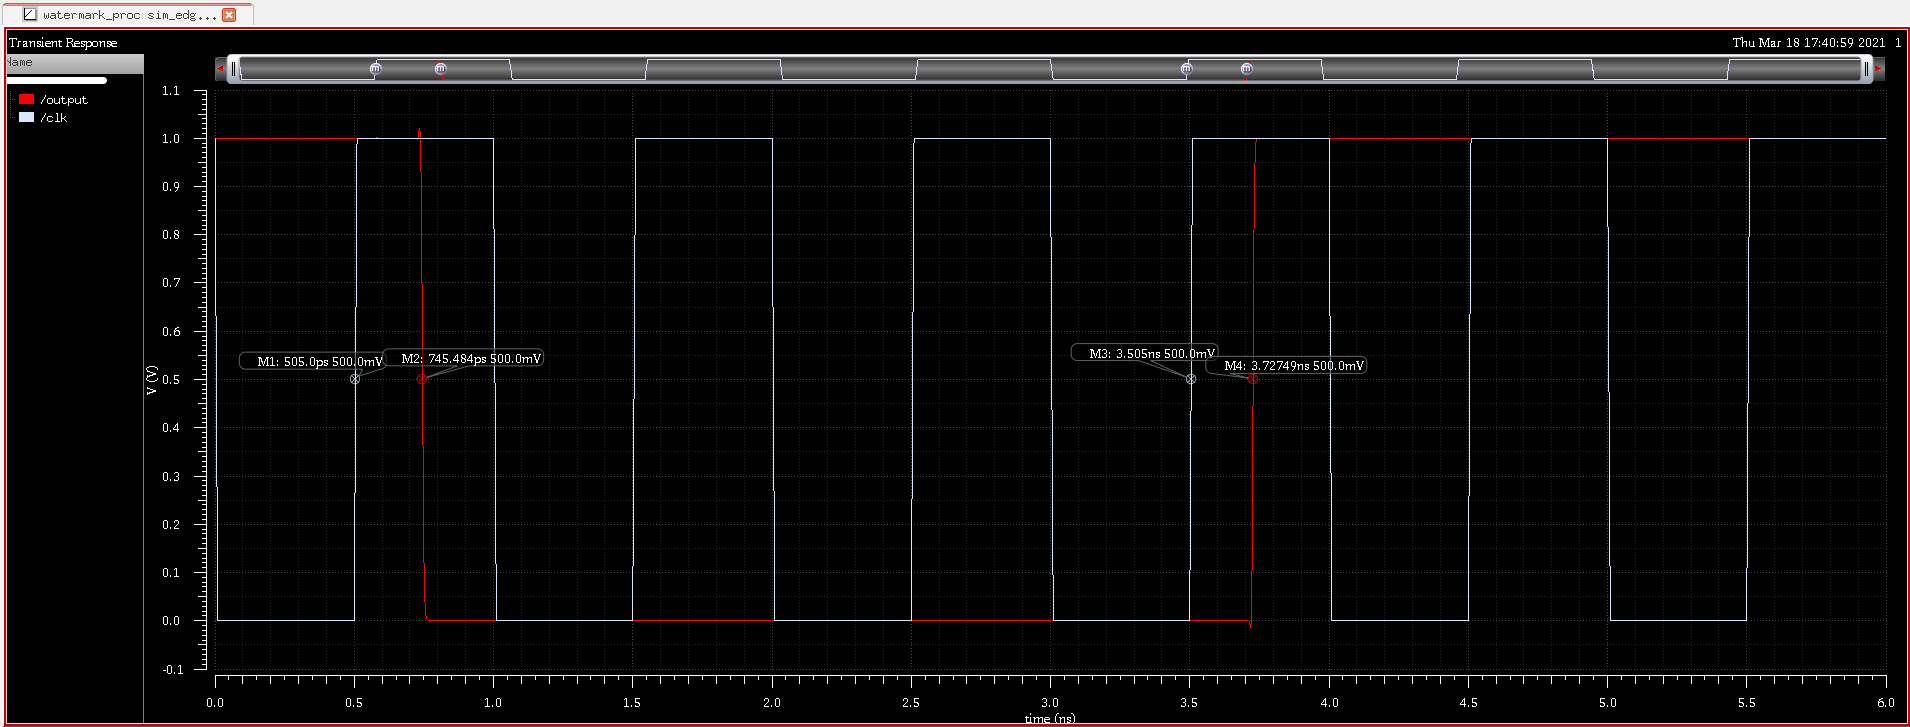 watermark_proc sim_edg...
Transient Response
Thu Mar 18 17:40:59 2021 1
Name
/output
/clk
V (V)
1.1
1.0
0.9
0.8
0.7
0.6
0.5
0.4
0.3
0.2
0.1
0.0
-0.1
M1: 505.0ps 500.0mV
M2: 745.484ps 500.0mV
M3: 3.505ns 500.0mV
M4: 3.72749ns 500.0mV
0.0 0.5 1.0 1.5 2.0 2.5 3.0 3.5 4.0 4.5 5.0 5.5 6.0
time (ns)